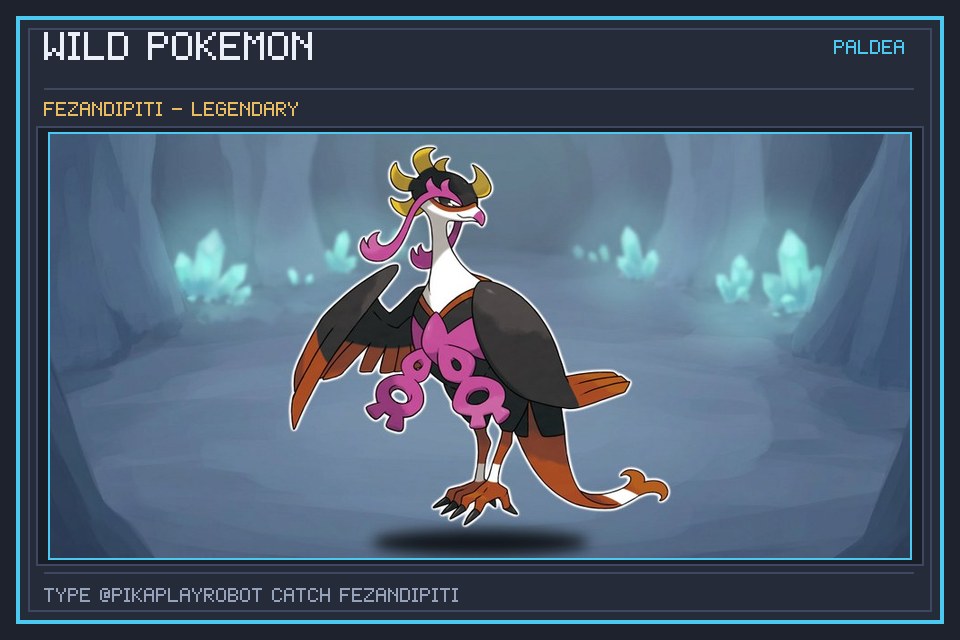 WILD POKEMON
PALDEA
FEZANDIPITI - LEGENDARY
TYPE @PIKAPLAYROBOT CATCH FEZANDIPITI